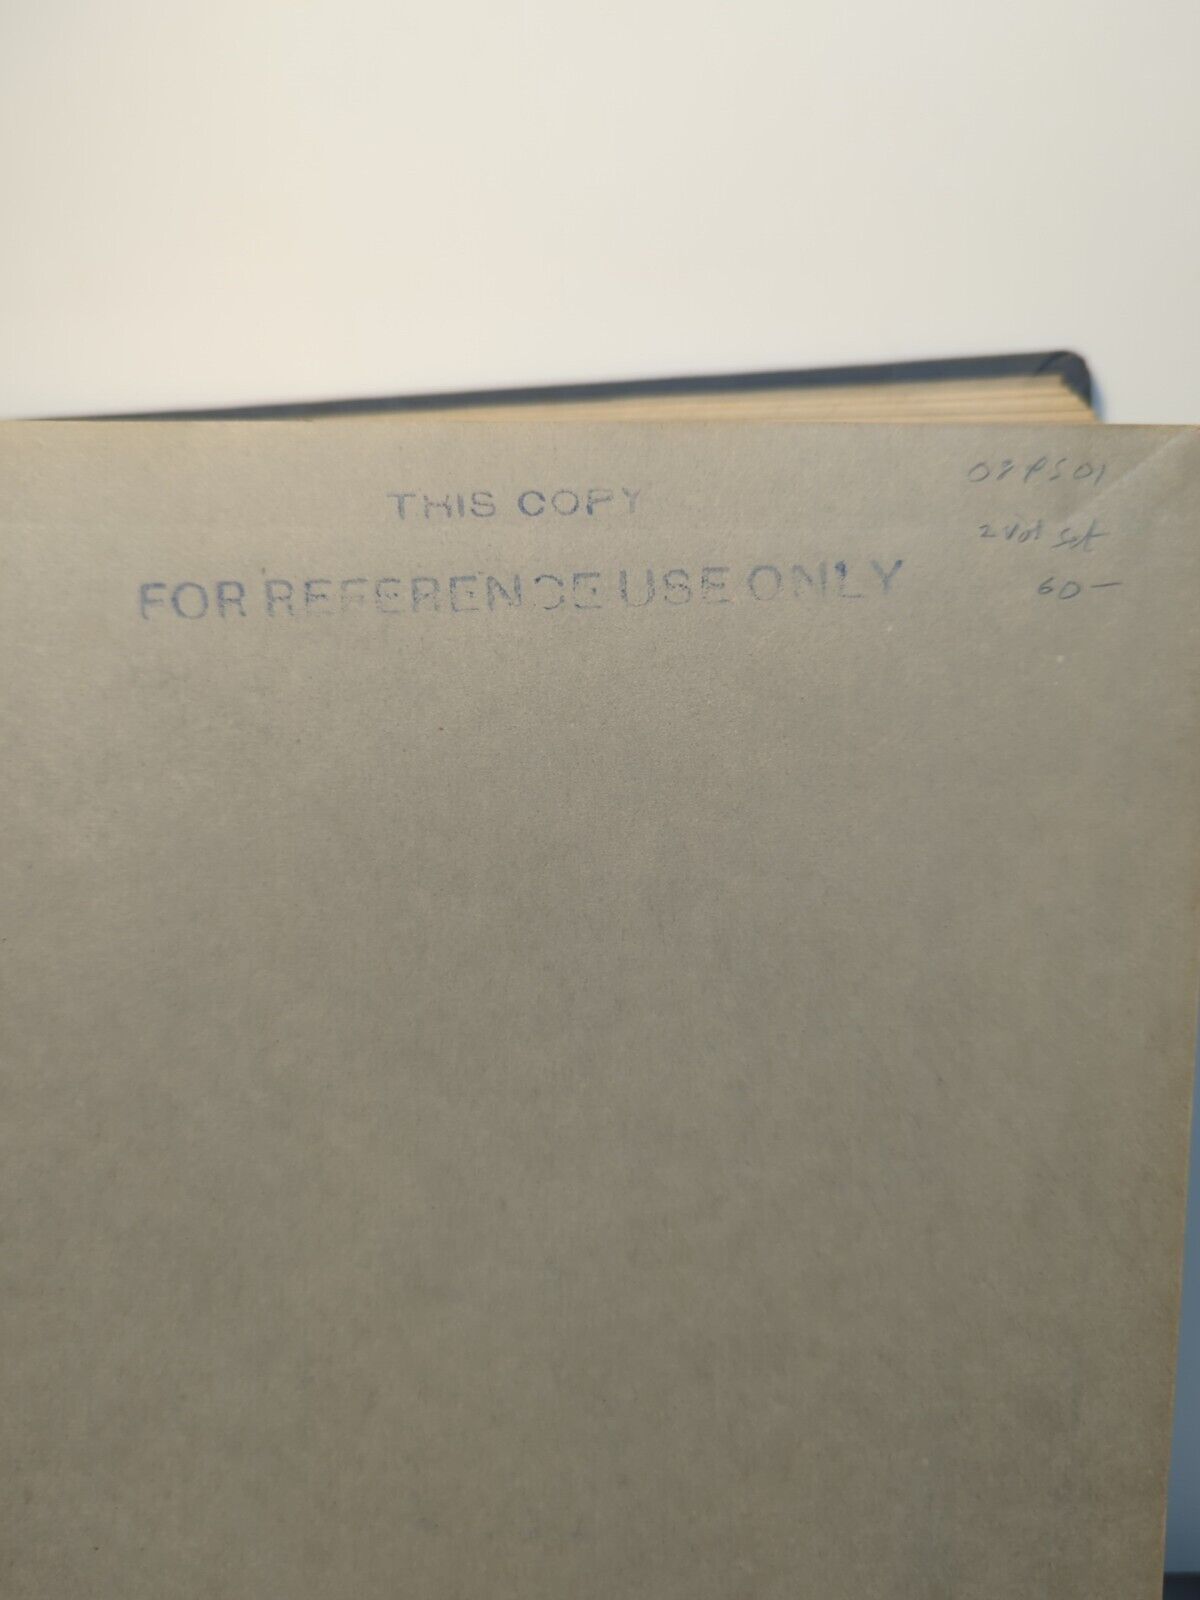 THIS COPY
FOR REFERENCE USE ONLY
2 vol set
60-